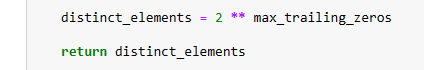 distinct_elements = 2 ** max_trailing_zeros
return distinct_elements